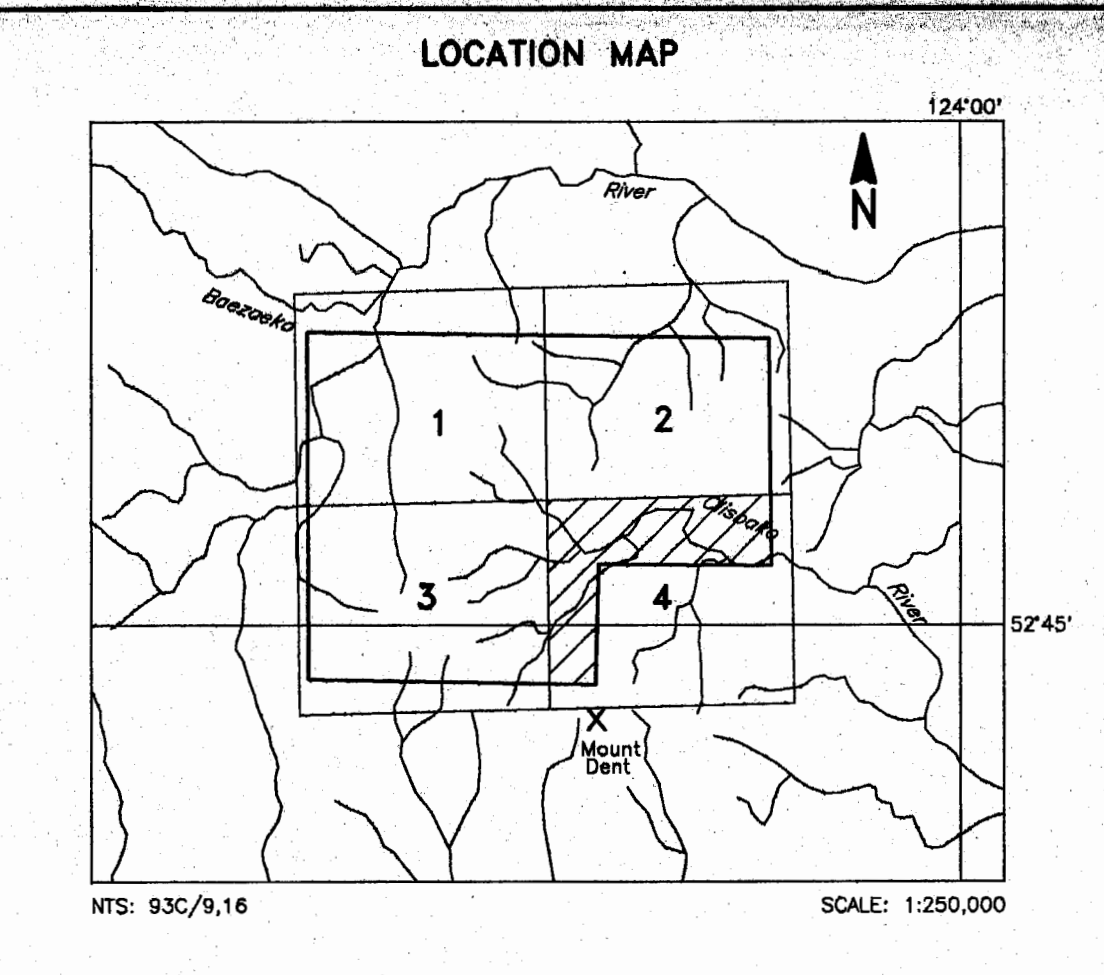 LOCATION MAP
124°00'
River
N
Baezaeko
1
2
Clisbako
3
4
River
52°45'
Mount
Dent
NTS: 93C/9,16
SCALE: 1:250,000